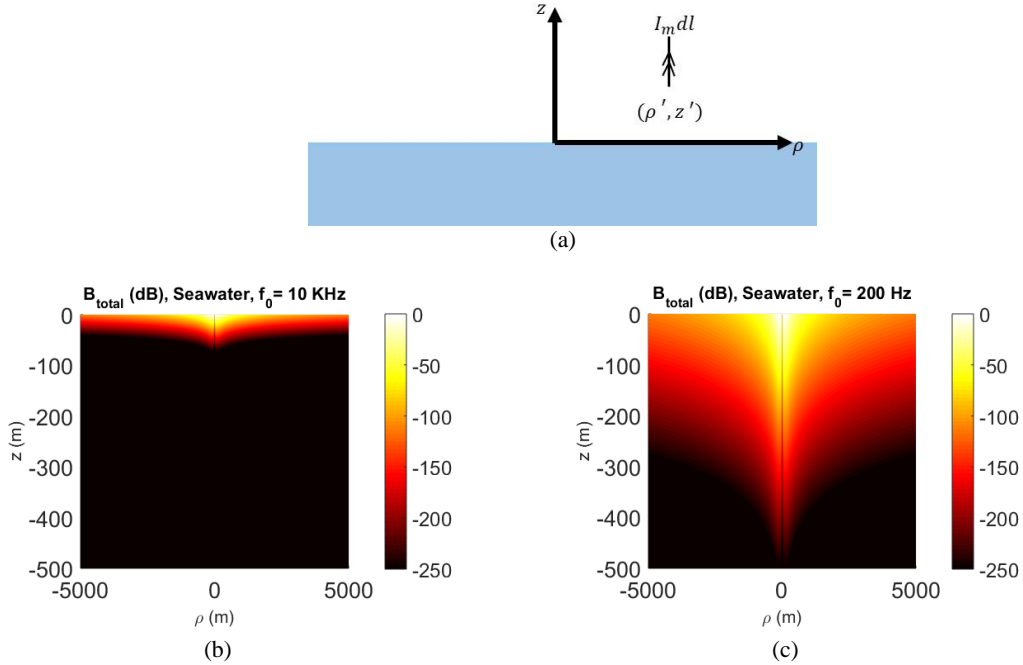 z
I_m dl
(ρ′, z′)
ρ
(a)
B_total (dB), Seawater, f_0= 10 KHz
0
-100
-200
-300
-400
-500
z (m)
-5000 0 5000
ρ (m)
0
-50
-100
-150
-200
-250
(b)
B_total (dB), Seawater, f_0= 200 Hz
0
-100
-200
-300
-400
-500
z (m)
-5000 0 5000
ρ (m)
0
-50
-100
-150
-200
-250
(c)